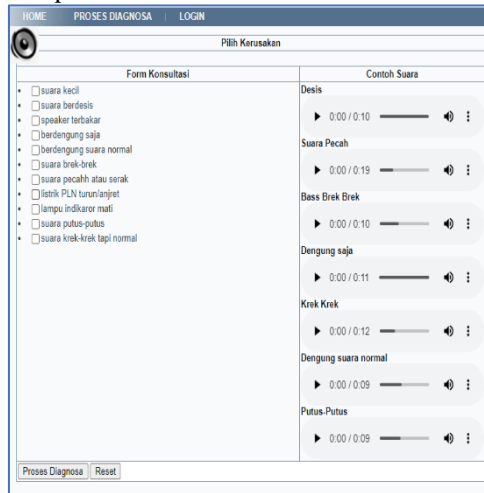 HOME PROSES DIAGNOSA | LOGIN
Pilih Kerusakan
Form Konsultasi
suara kecil
suara berdesis
speaker terbakar
berdengung saja
berdengung suara normal
suara brek-brek
suara pecahh atau serak
listrik PLN turun/anjret
lampu indikaror mati
suara putus-putus
suara krek-krek tapi normal
Contoh Suara
Desis
0:00 / 0:10
Suara Pecah
0:00 / 0:19
Bass Brek Brek
0:00 / 0:10
Dengung saja
0:00 / 0:11
Krek Krek
0:00 / 0:12
Dengung suara normal
0:00 / 0:09
Putus-Putus
0:00 / 0:09
Proses Diagnosa Reset